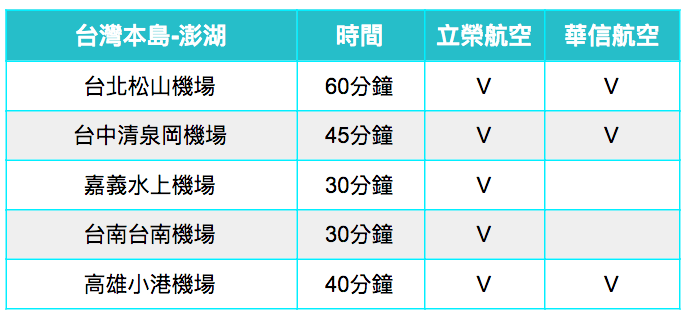 台灣本島-澎湖 時間 立榮航空 華信航空
台北松山機場 60分鐘 V V
台中清泉岡機場 45分鐘 V V
嘉義水上機場 30分鐘 V
台南台南機場 30分鐘 V
高雄小港機場 40分鐘 V V